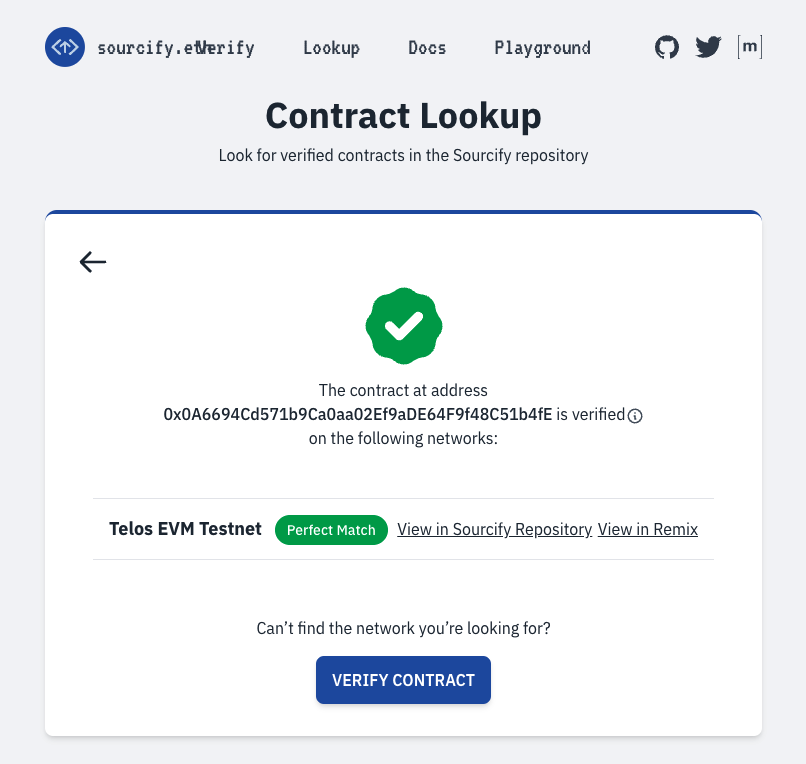 sourcify.eth Verify Lookup Docs Playground [m]
Contract Lookup
Look for verified contracts in the Sourcify repository
The contract at address
0x0A6694Cd571b9Ca0aa02Ef9aDE64F9f48C51b4fE is verified
on the following networks:
Telos EVM Testnet Perfect Match View in Sourcify Repository View in Remix
Can’t find the network you’re looking for?
VERIFY CONTRACT